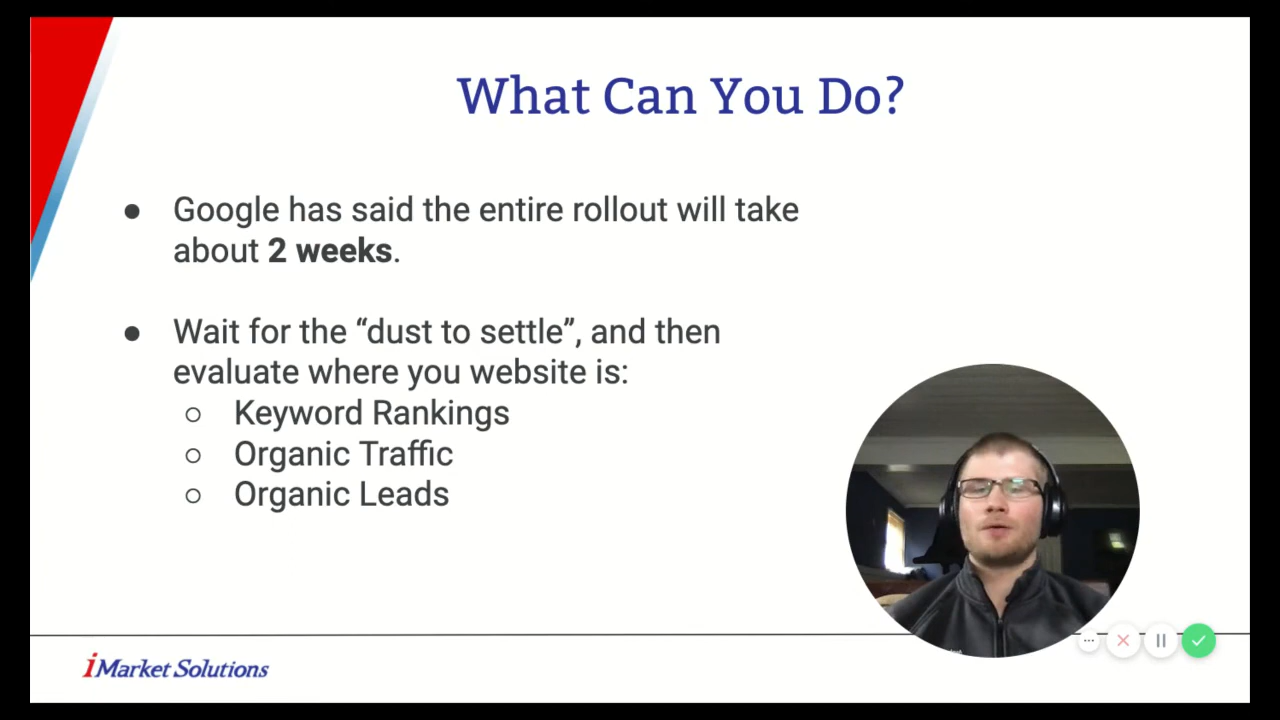 What Can You Do?
● Google has said the entire rollout will take
about 2 weeks.
● Wait for the “dust to settle”, and then
evaluate where you website is:
○ Keyword Rankings
○ Organic Traffic
○ Organic Leads
iMarket Solutions